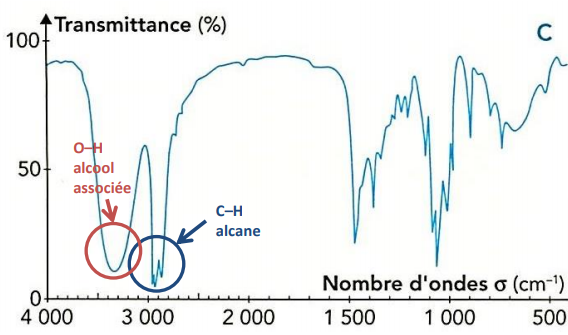 Transmittance (%)
C
100
O–H
alcool
associée
50
C–H
alcane
Nombre d'ondes σ (cm⁻¹)
0
4 000
3 000
2 000
1 500
1 000
500